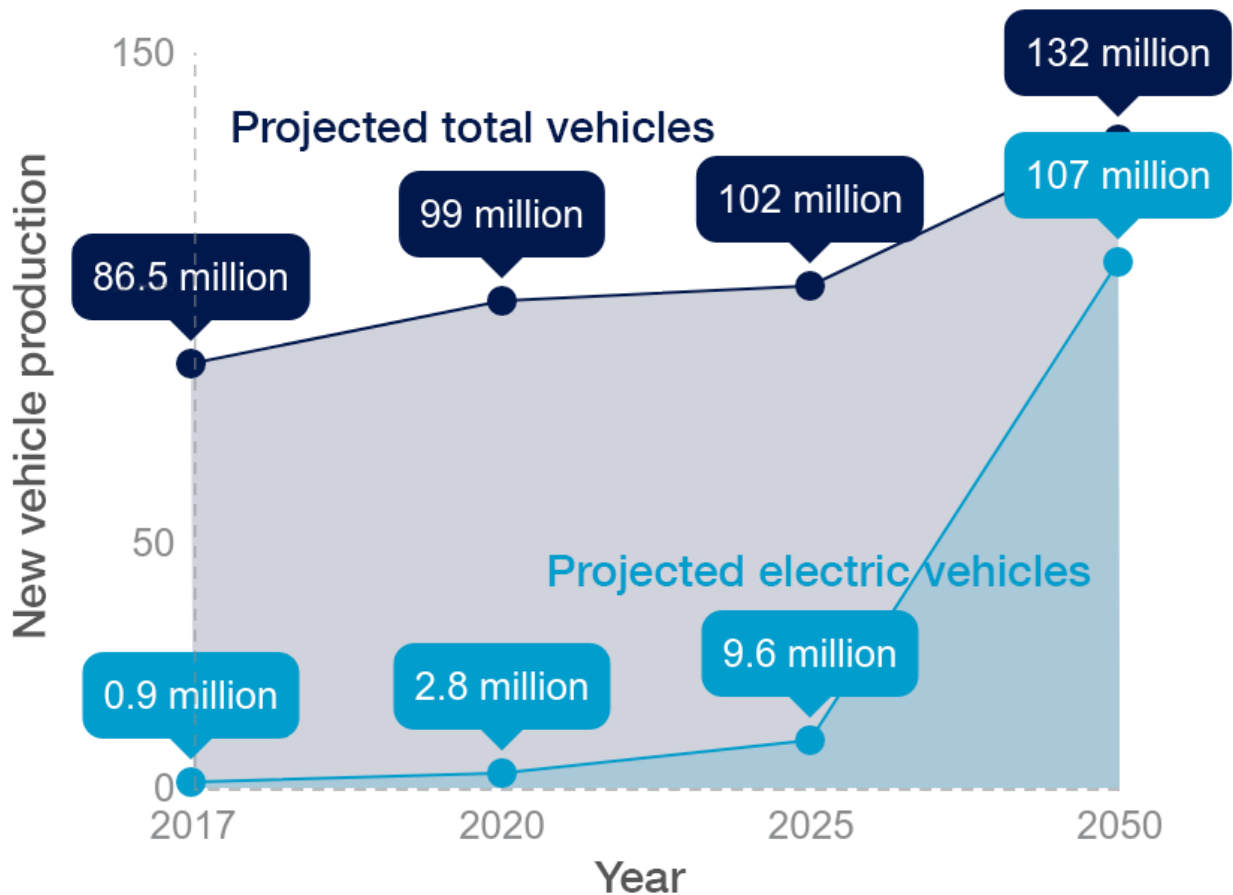 150
132 million
Projected total vehicles
107 million
99 million
102 million
86.5 million
New vehicle production
50
Projected electric vehicles
9.6 million
0.9 million
2.8 million
0
2017
2020
2025
2050
Year